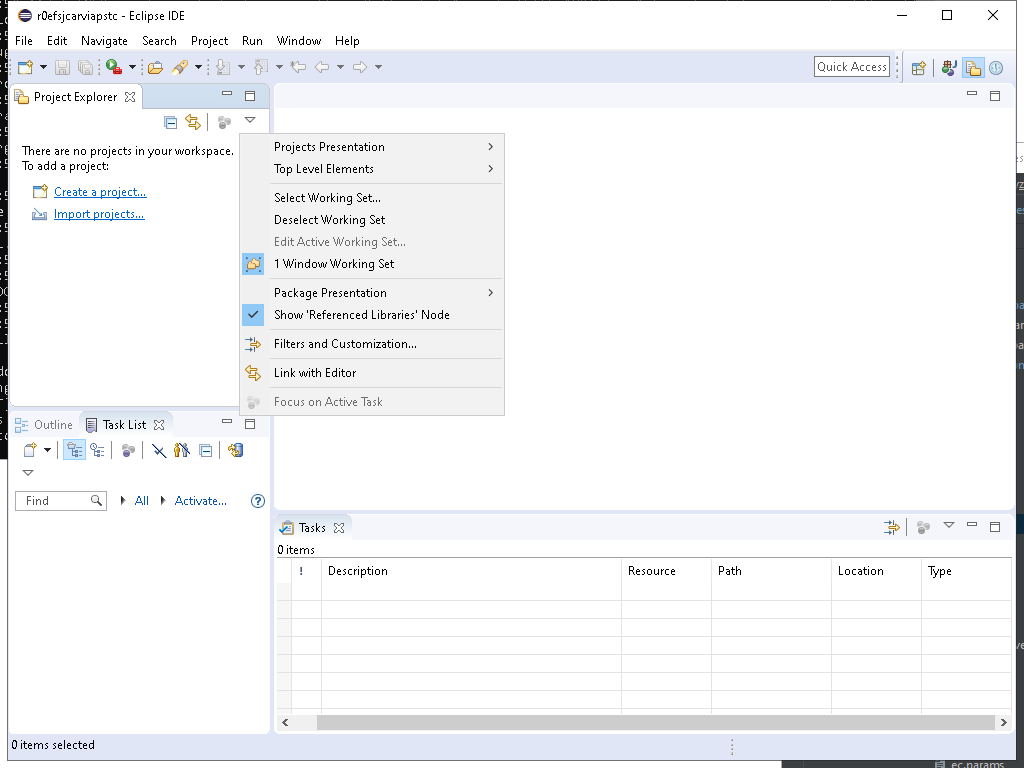 r0efsjcarviapstc - Eclipse IDE
File Edit Navigate Search Project Run Window Help
Quick Access
Project Explorer
There are no projects in your workspace.
To add a project:
Create a project...
Import projects...
Projects Presentation
Top Level Elements
Select Working Set...
Deselect Working Set
Edit Active Working Set...
1 Window Working Set
Package Presentation
Show 'Referenced Libraries' Node
Filters and Customization...
Link with Editor
Focus on Active Task
Outline Task List
Find All Activate...
Tasks
0 items
! Description Resource Path Location Type
0 items selected
ec.params